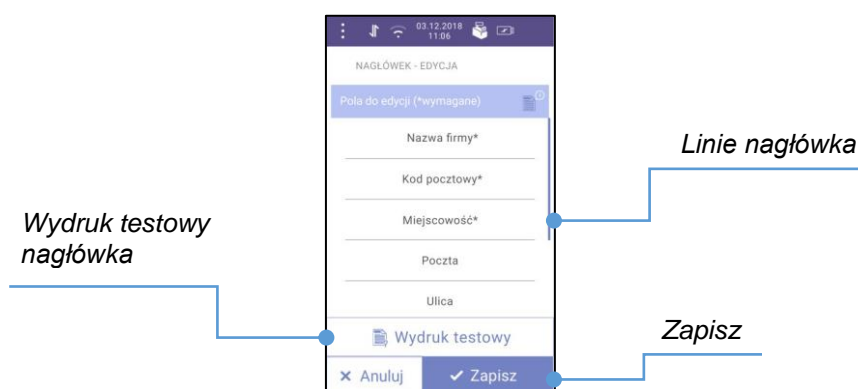 03.12.2018
11:06
NAGŁÓWEK - EDYCJA
Pola do edycji (*wymagane)
Nazwa firmy*
Linie nagłówka
Kod pocztowy*
Wydruk testowy
nagłówka
Miejscowość*
Poczta
Ulica
Wydruk testowy
Zapisz
Anuluj
Zapisz